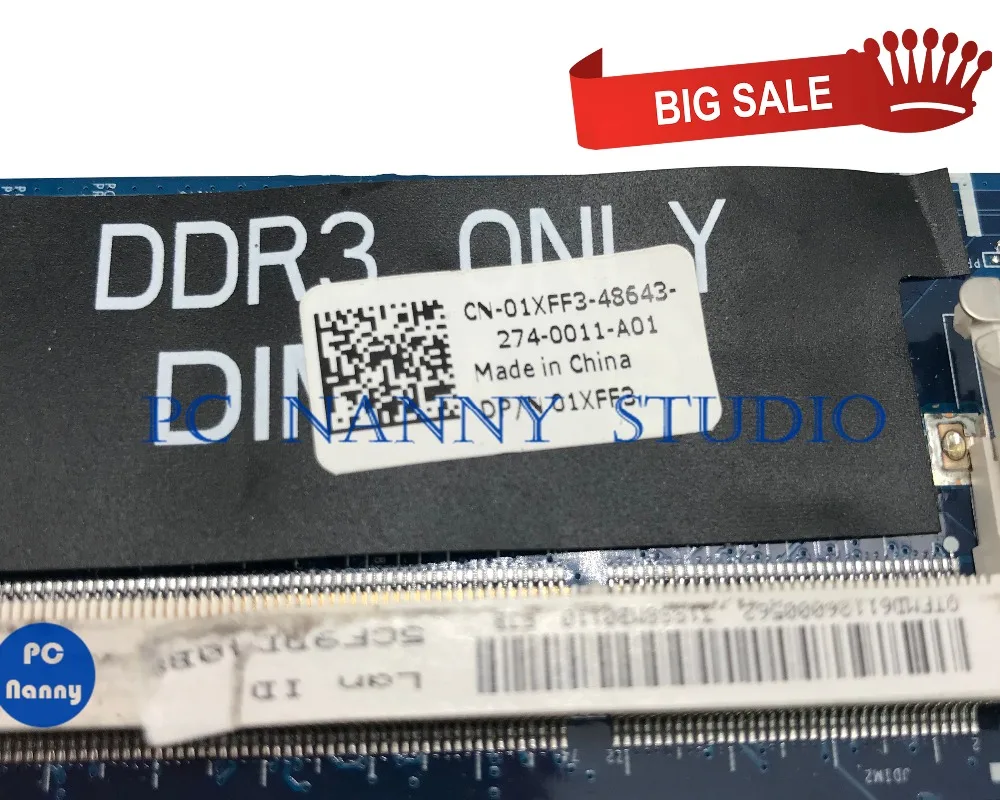 BIG SALE
DDR3 ONLY
CN-01XFF3-48643-
274-0011-A01
Made in China
DP/N 01XFF3
PC NANNY STUDIO
PC
Nanny
Lan ID
JDIM2